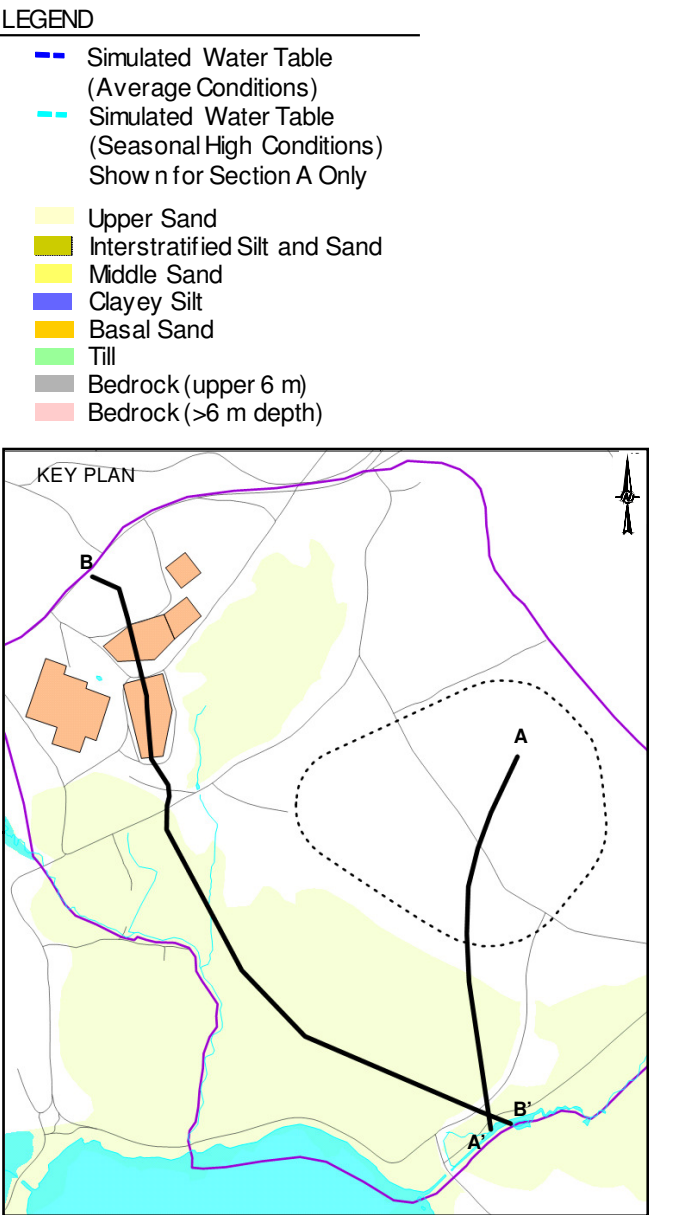 LEGEND
Simulated Water Table
(Average Conditions)
Simulated Water Table
(Seasonal High Conditions)
Shown for Section A Only
Upper Sand
Interstratified Silt and Sand
Middle Sand
Clayey Silt
Basal Sand
Till
Bedrock (upper 6 m)
Bedrock (>6 m depth)
KEY PLAN
N
B
A
B'
A'